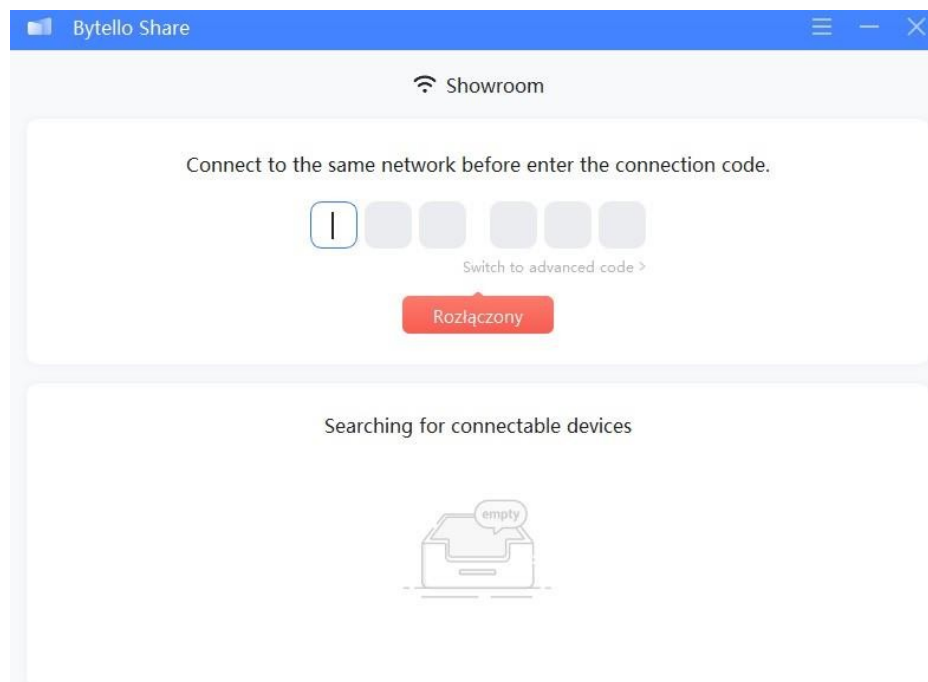 Bytello Share
Showroom
Connect to the same network before enter the connection code.
Switch to advanced code >
Rozłączony
Searching for connectable devices
empty